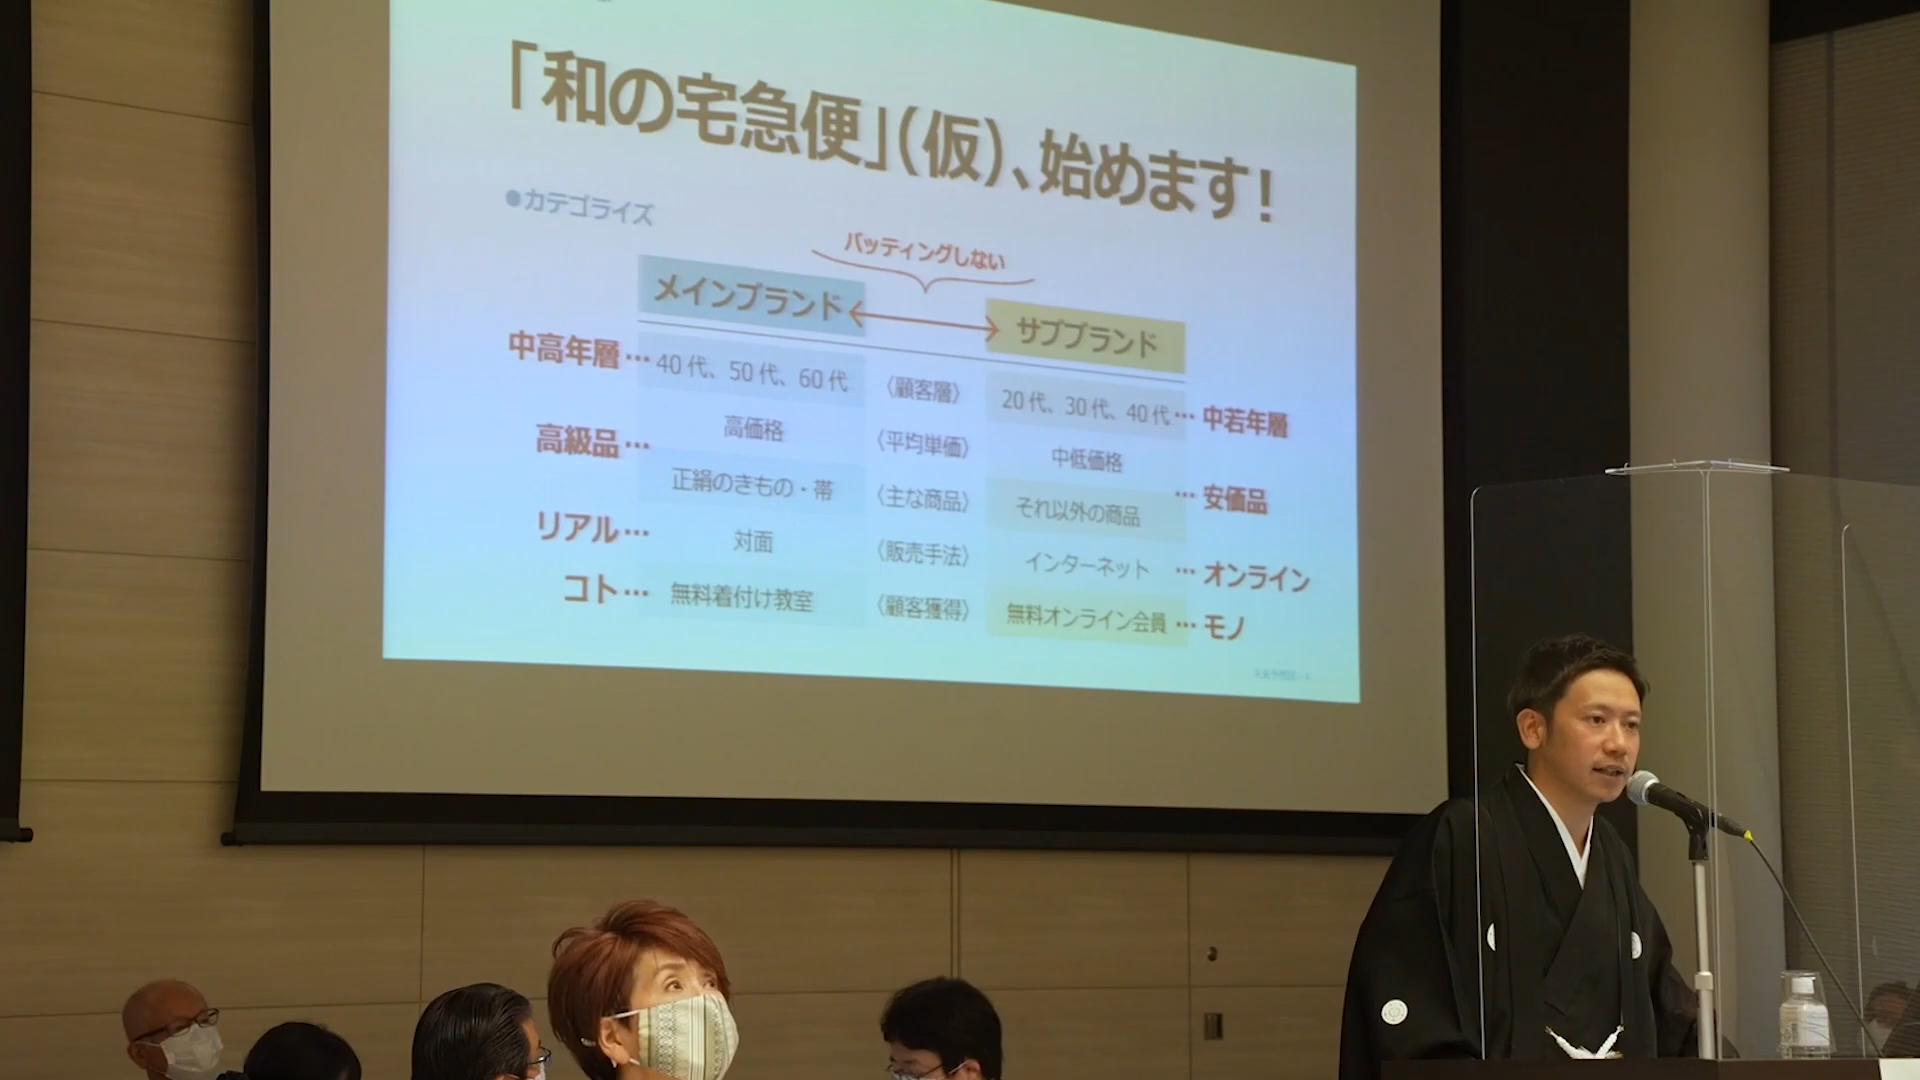 「和の宅急便」（仮）、始めます！
●カテゴライズ
バッティングしない
メインブランド
サブブランド
中高年層… 40代、50代、60代 〈顧客層〉 20代、30代、40代 …中若年層
高級品… 高価格 〈平均単価〉 中低価格 …安価品
正絹のきもの・帯 〈主な商品〉 それ以外の商品
リアル… 対面 〈販売手法〉 インターネット …オンライン
コト… 無料着付け教室 〈顧客獲得〉 無料オンライン会員 …モノ